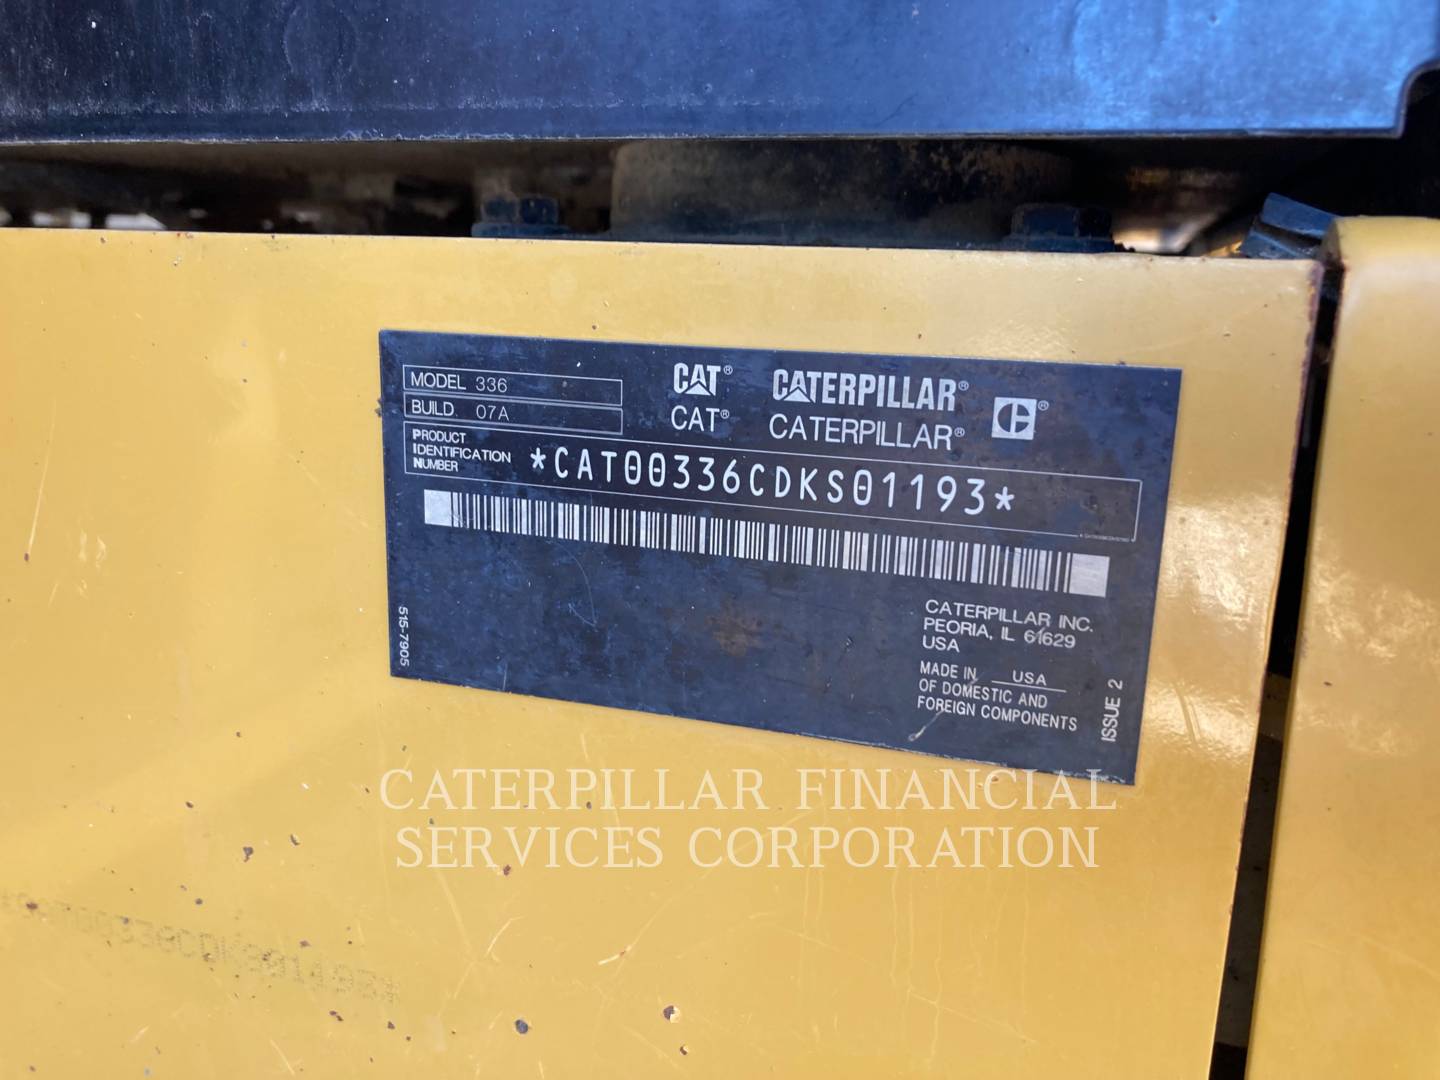 MODEL 336
BUILD. 07A
CAT® CATERPILLAR®
CAT® CATERPILLAR® ®
PRODUCT
IDENTIFICATION
NUMBER
*CAT00336CDKS01193*
515-7905
CATERPILLAR INC.
PEORIA, IL 61629
USA
MADE IN USA
OF DOMESTIC AND
FOREIGN COMPONENTS
ISSUE 2
CATERPILLAR FINANCIAL
SERVICES CORPORATION